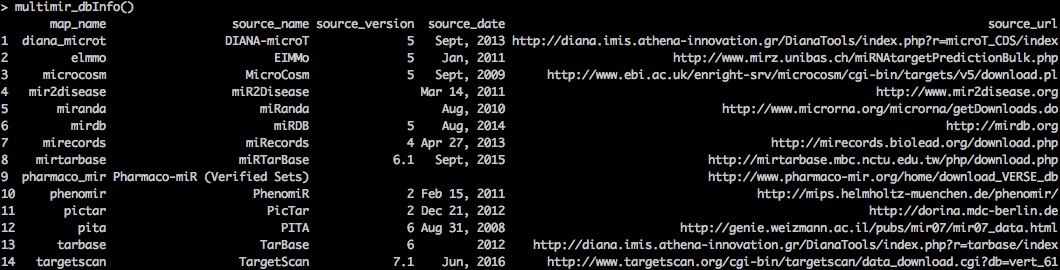 > multimir_dbInfo()
map_name source_name source_version source_date source_url
1 diana_microt DIANA-microT 5 Sept, 2013 http://diana.imis.athena-innovation.gr/DianaTools/index.php?r=microT_CDS/index
2 elmmo EIMMo 5 Jan, 2011 http://www.mirz.unibas.ch/miRNAtargetPredictionBulk.php
3 microcosm MicroCosm 5 Sept, 2009 http://www.ebi.ac.uk/enright-srv/microcosm/cgi-bin/targets/v5/download.pl
4 mir2disease miR2Disease Mar 14, 2011 http://www.mir2disease.org
5 miranda miRanda Aug, 2010 http://www.microrna.org/microrna/getDownloads.do
6 mirdb miRDB 5 Aug, 2014 http://mirdb.org
7 mirecords miRecords 4 Apr 27, 2013 http://mirecords.biolead.org/download.php
8 mirtarbase miRTarBase 6.1 Sept, 2015 http://mirtarbase.mbc.nctu.edu.tw/php/download.php
9 pharmaco_mir Pharmaco-miR (Verified Sets) http://www.pharmaco-mir.org/home/download_VERSE_db
10 phenomir PhenomiR 2 Feb 15, 2011 http://mips.helmholtz-muenchen.de/phenomir/
11 pictar PicTar 2 Dec 21, 2012 http://dorina.mdc-berlin.de
12 pita PITA 6 Aug 31, 2008 http://genie.weizmann.ac.il/pubs/mir07/mir07_data.html
13 tarbase TarBase 6 2012 http://diana.imis.athena-innovation.gr/DianaTools/index.php?r=tarbase/index
14 targetscan TargetScan 7.1 Jun, 2016 http://www.targetscan.org/cgi-bin/targetscan/data_download.cgi?db=vert_61